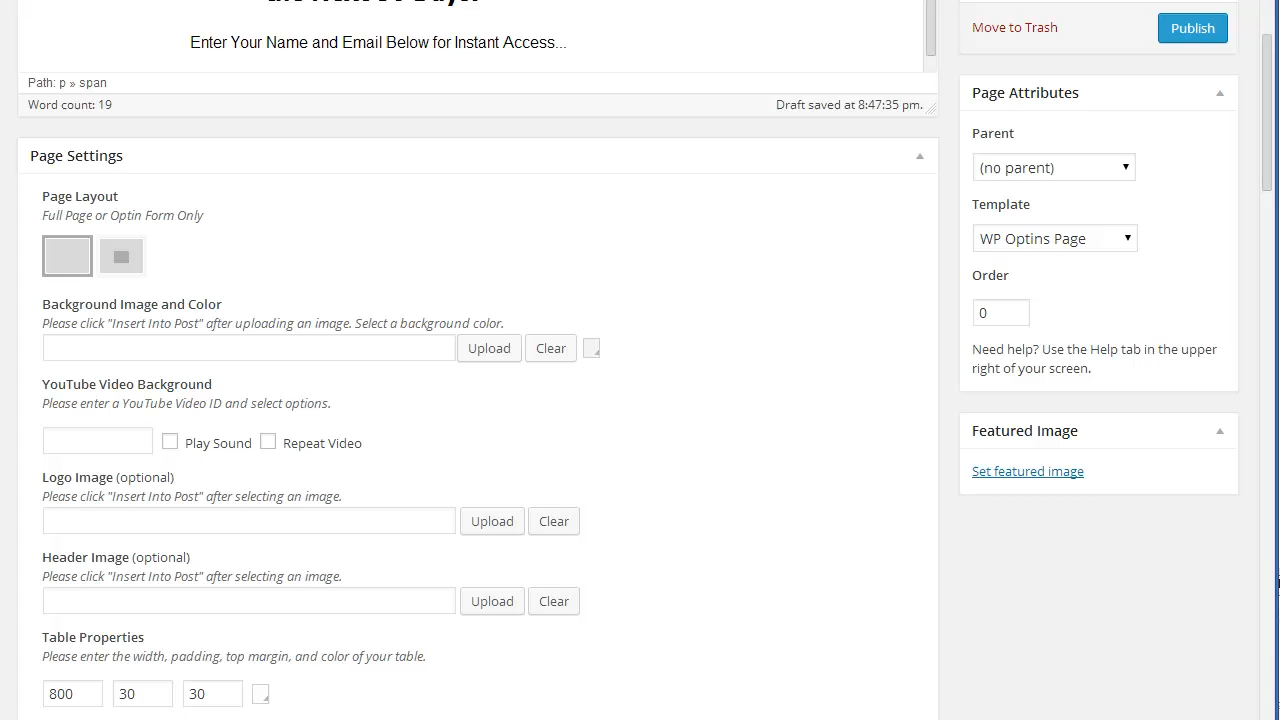 Enter Your Name and Email Below for Instant Access...
Path: p » span
Word count: 19
Draft saved at 8:47:35 pm.
Page Settings
Page Layout
Full Page or Optin Form Only
Background Image and Color
Please click "Insert Into Post" after uploading an image. Select a background color.
Upload
Clear
YouTube Video Background
Please enter a YouTube Video ID and select options.
Play Sound
Repeat Video
Logo Image (optional)
Please click "Insert Into Post" after selecting an image.
Upload
Clear
Header Image (optional)
Please click "Insert Into Post" after selecting an image.
Upload
Clear
Table Properties
Please enter the width, padding, top margin, and color of your table.
800
30
30
Move to Trash
Publish
Page Attributes
Parent
(no parent)
Template
WP Optins Page
Order
0
Need help? Use the Help tab in the upper
right of your screen.
Featured Image
Set featured image